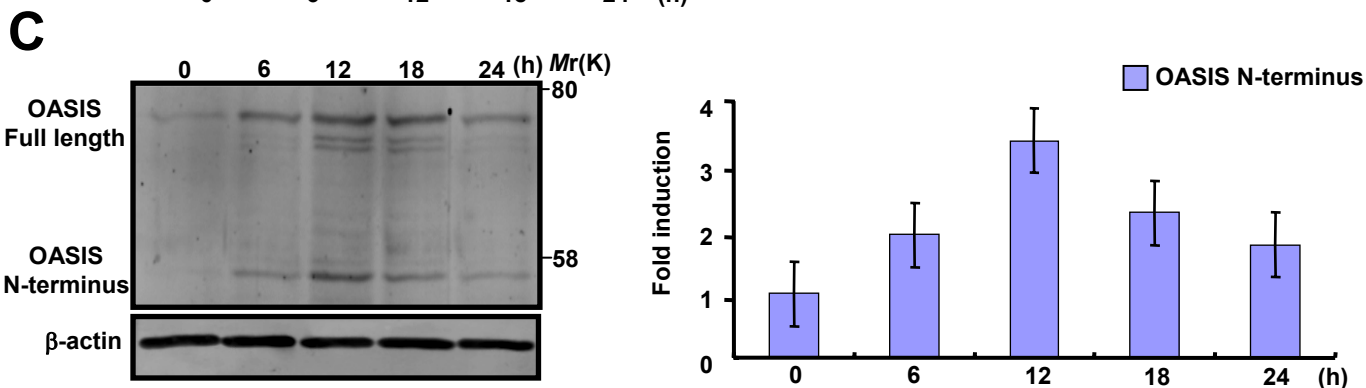 C
0 6 12 18 24 (h) Mr(K)
80
OASIS
Full length
OASIS
N-terminus
58
β-actin
OASIS N-terminus
Fold induction
4
3
2
1
0
0 6 12 18 24 (h)